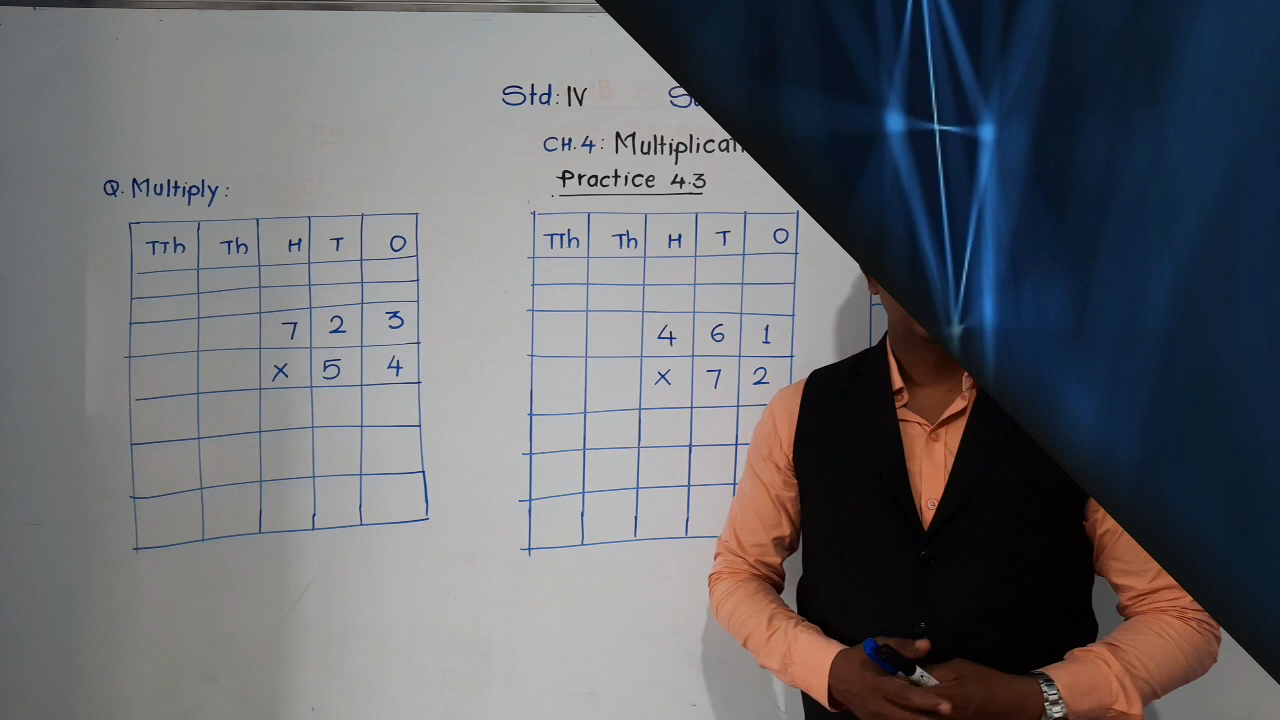 Std: IV
CH.4: Multiplicati
Practice 4.3
Q. Multiply:
TTh Th H T O
7 2 3
× 5 4
TTh Th H T O
4 6 1
× 7 2